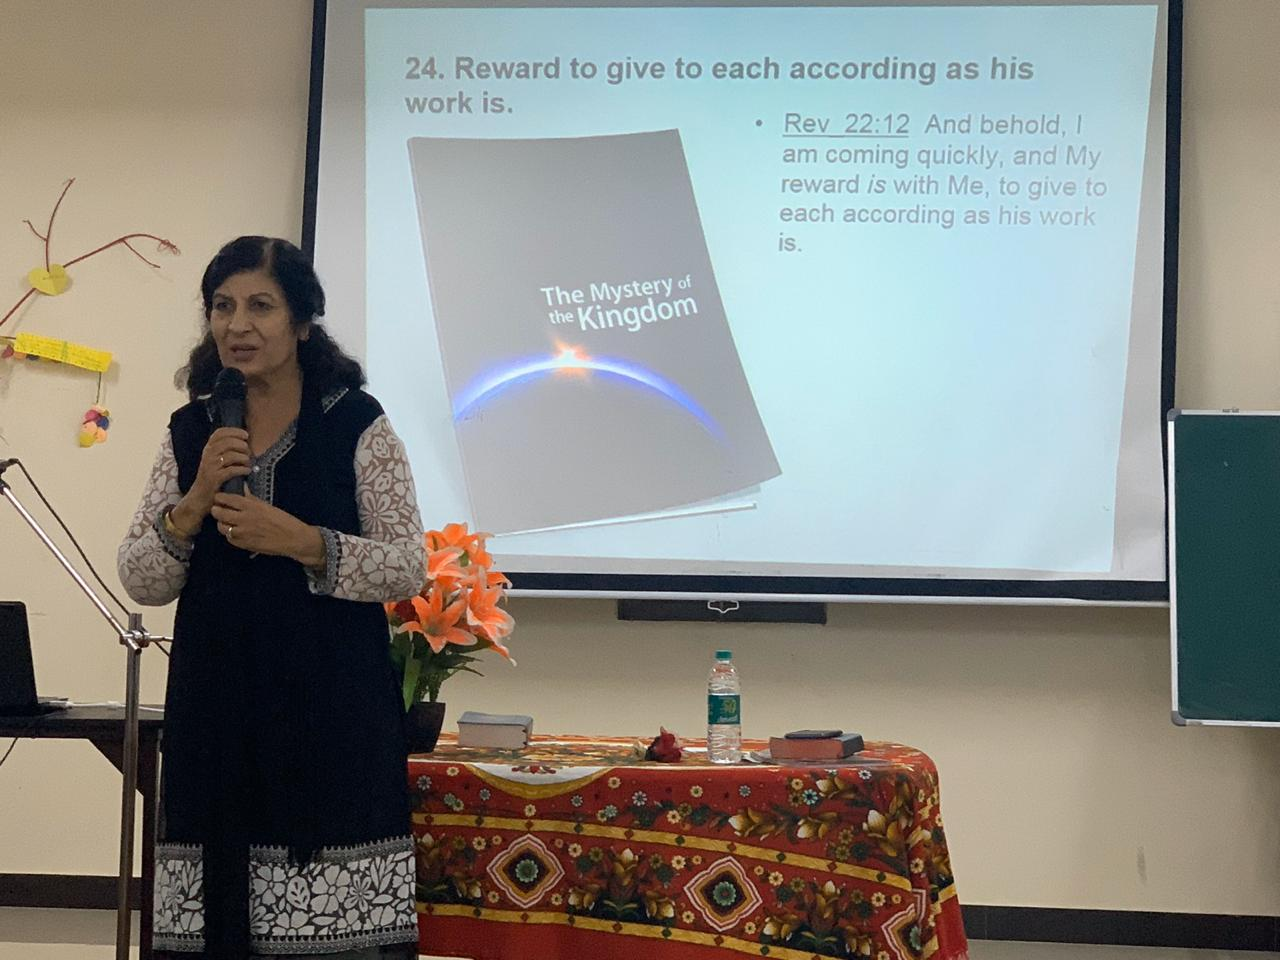 24. Reward to give to each according as his
work is.
• Rev 22:12 And behold, I
am coming quickly, and My
reward is with Me, to give to
each according as his work
is.
The Mystery of
the Kingdom